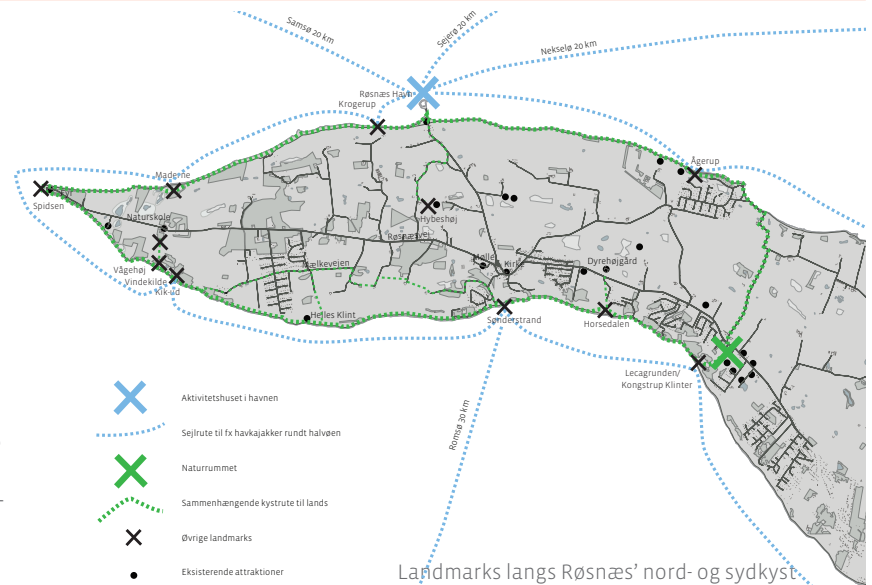 Samsø 20 km
Sejerø 20 km
Nekselø 20 km
Røsnæs Havn
Krogerup
Ågerup
Maderne
Spidsen
Naturskole
Hybeshøj
Røsnæsvej
Mælkevejen
Mølle
Kirke
Dyrehøjgård
Vågehøj
Vindekilde
Kik-ud
Helles Klint
Sønderstrand
Horsedalen
Lecagrunden/
Kongstrup Klinter
Romsø 30 km
Aktivitetshuset i havnen
Sejlrute til fx havkajakker rundt halvøen
Naturrummet
Sammenhængende kystrute til lands
Øvrige landmarks
Eksisterende attraktioner
Landmarks langs Røsnæs’ nord- og sydkyst